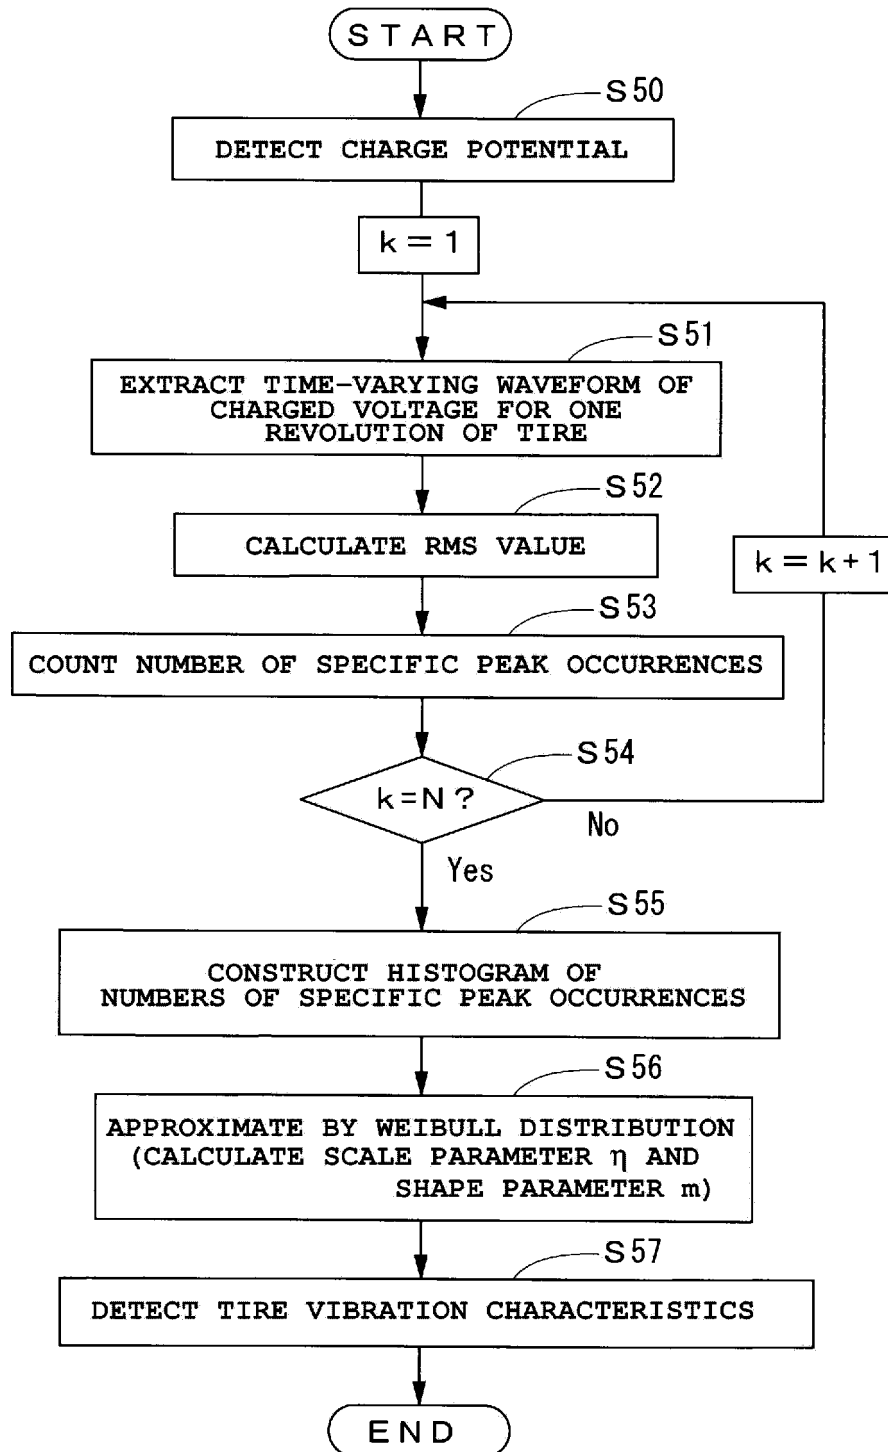 START
S50
DETECT CHARGE POTENTIAL
k=1
S51
EXTRACT TIME-VARYING WAVEFORM OF
CHARGED VOLTAGE FOR ONE
REVOLUTION OF TIRE
S52
CALCULATE RMS VALUE
k=k+1
S53
COUNT NUMBER OF SPECIFIC PEAK OCCURRENCES
S54
k=N?
No
Yes
S55
CONSTRUCT HISTOGRAM OF
NUMBERS OF SPECIFIC PEAK OCCURRENCES
S56
APPROXIMATE BY WEIBULL DISTRIBUTION
(CALCULATE SCALE PARAMETER η AND
SHAPE PARAMETER m)
S57
DETECT TIRE VIBRATION CHARACTERISTICS
END